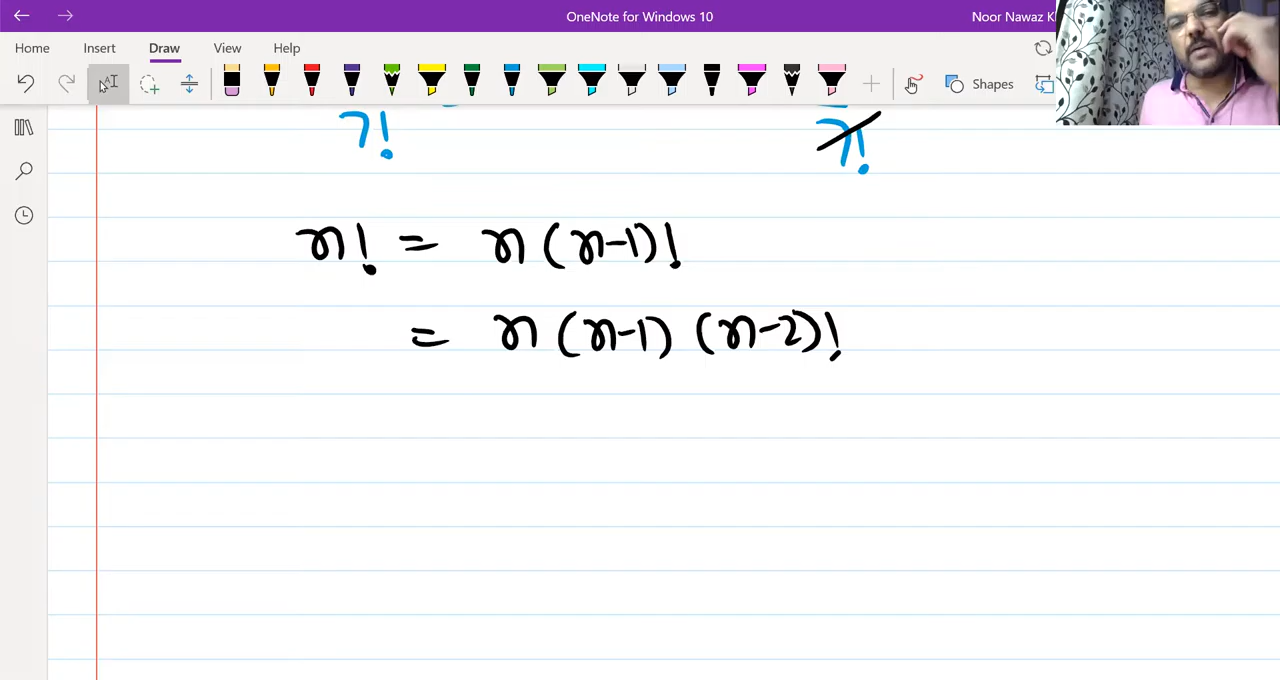 OneNote for Windows 10
Noor Nawaz K
Home Insert Draw View Help
Shapes
7! 7!
n! = n (n-1)!
= n (n-1) (n-2)!